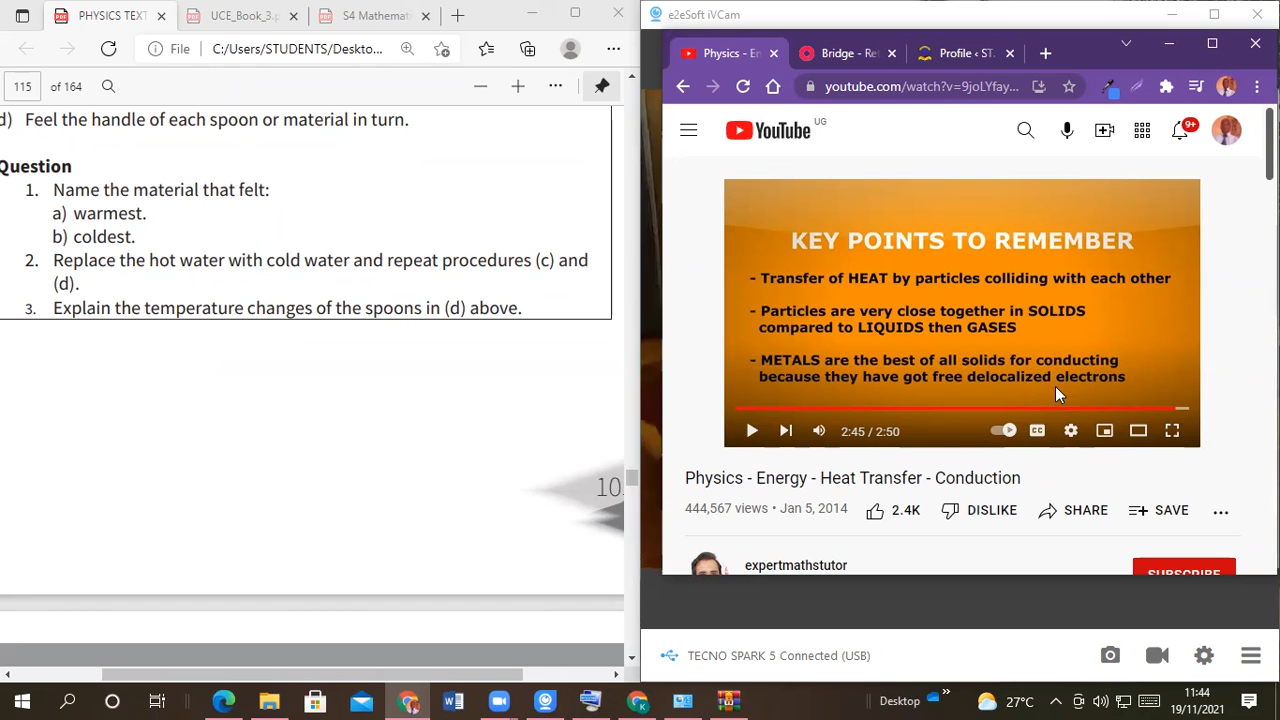 PHYSICS TEXT
UCE_Book_3.p
S4 Mathemat
File
C:/Users/STUDENTS/Deskto...
115
of 164
d) Feel the handle of each spoon or material in turn.
Question
1. Name the material that felt:
a) warmest.
b) coldest.
2. Replace the hot water with cold water and repeat procedures (c) and
(d).
3. Explain the temperature changes of the spoons in (d) above.
10
e2eSoft iVCam
Physics - En
Bridge - Re
Profile ‹ ST.
youtube.com/watch?v=9joLYfay...
YouTube UG
9+
KEY POINTS TO REMEMBER
- Transfer of HEAT by particles colliding with each other
- Particles are very close together in SOLIDS
compared to LIQUIDS then GASES
- METALS are the best of all solids for conducting
because they have got free delocalized electrons
2:45 / 2:50
CC
Physics - Energy - Heat Transfer - Conduction
444,567 views • Jan 5, 2014
2.4K
DISLIKE
SHARE
SAVE
expertmathstutor
SUBSCRIBE
TECNO SPARK 5 Connected (USB)
Desktop
27°C
11:44
19/11/2021